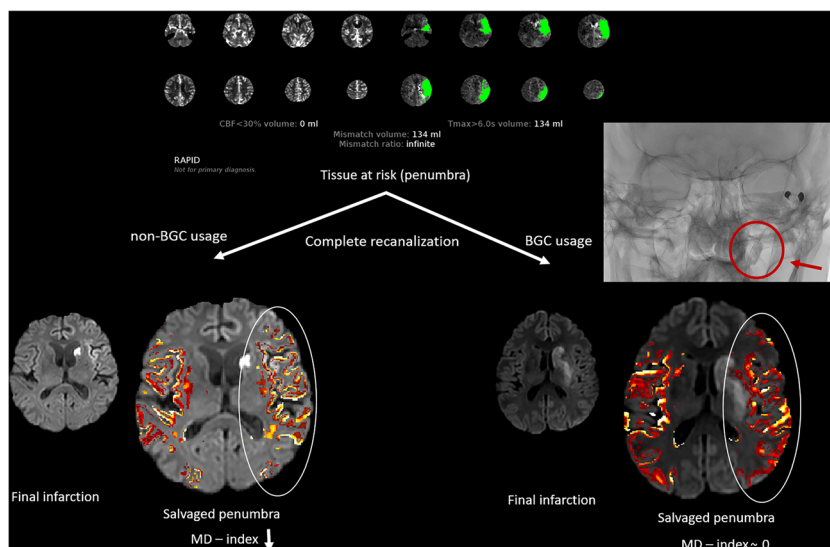 CBF<30% volume: 0 ml
Tmax>6.0s volume: 134 ml
Mismatch volume: 134 ml
Mismatch ratio: infinite
RAPID
Not for primary diagnosis.
Tissue at risk (penumbra)
non-BGC usage
Complete recanalization
BGC usage
Final infarction
Salvaged penumbra
MD – index
Final infarction
Salvaged penumbra
MD – index~ 0